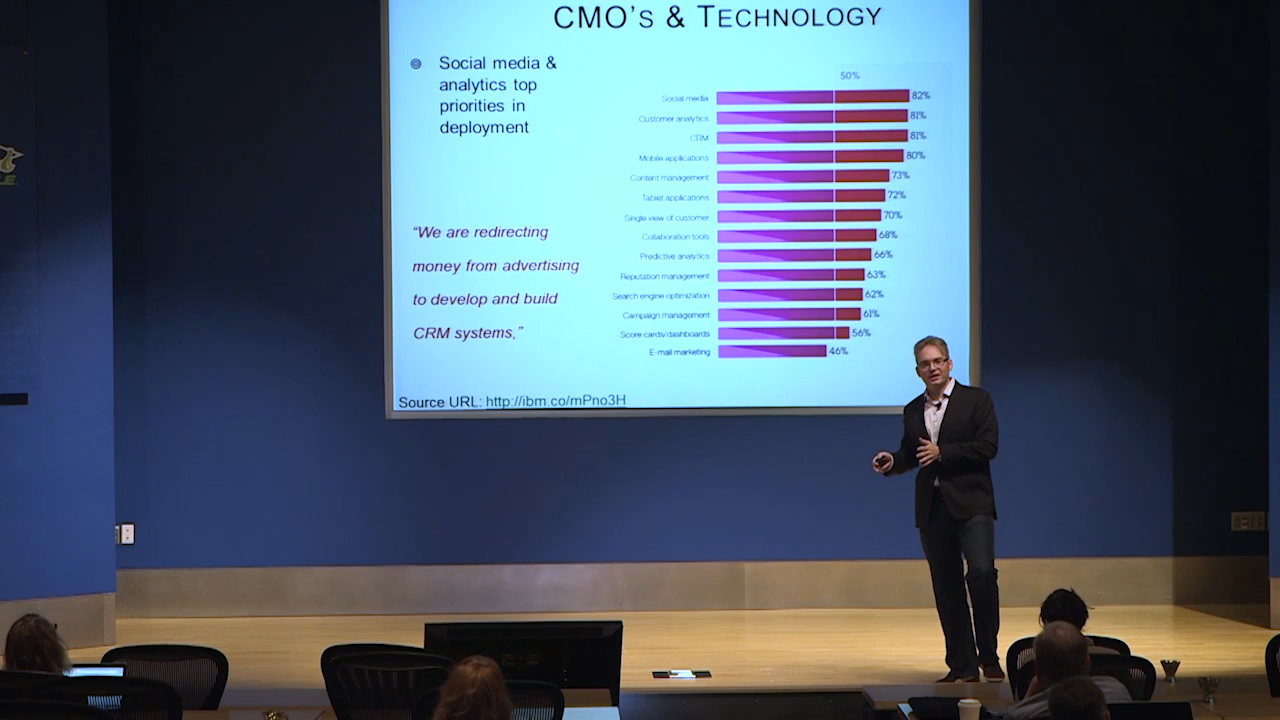 CMO'S & TECHNOLOGY
Social media &
analytics top
priorities in
deployment
"We are redirecting
money from advertising
to develop and build
CRM systems,"
50%
Social media 82%
Customer analytics 81%
CRM 81%
Mobile applications 80%
Content management 73%
Tablet applications 72%
Single view of customer 70%
Collaboration tools 68%
Predictive analytics 66%
Reputation management 63%
Search engine optimization 62%
Campaign management 61%
Score cards/dashboards 56%
E-mail marketing 46%
Source URL: http://ibm.co/mPno3H